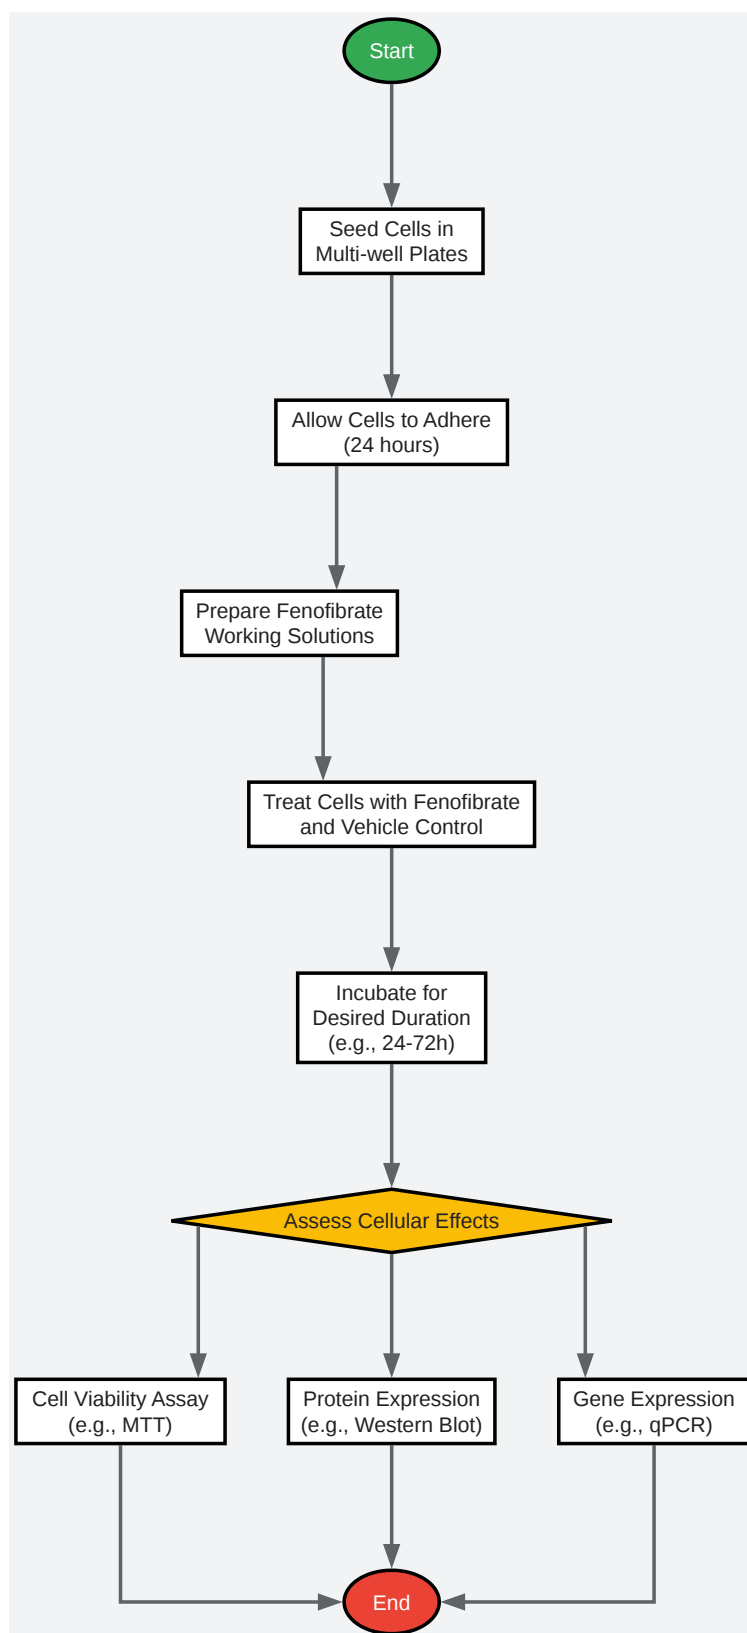 Start
Seed Cells in
Multi-well Plates
Allow Cells to Adhere
(24 hours)
Prepare Fenofibrate
Working Solutions
Treat Cells with Fenofibrate
and Vehicle Control
Incubate for
Desired Duration
(e.g., 24-72h)
Assess Cellular Effects
Cell Viability Assay
(e.g., MTT)
Protein Expression
(e.g., Western Blot)
Gene Expression
(e.g., qPCR)
End